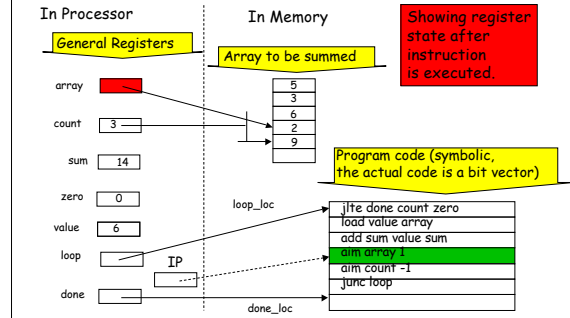 In Processor
In Memory
Showing register
state after
instruction
is executed.
General Registers
Array to be summed
array
count
3
sum
14
zero
0
value
6
loop
IP
done
5
3
6
2
9
Program code (symbolic,
the actual code is a bit vector)
loop_loc
jlte done count zero
load value array
add sum value sum
aim array 1
aim count -1
junc loop
done_loc